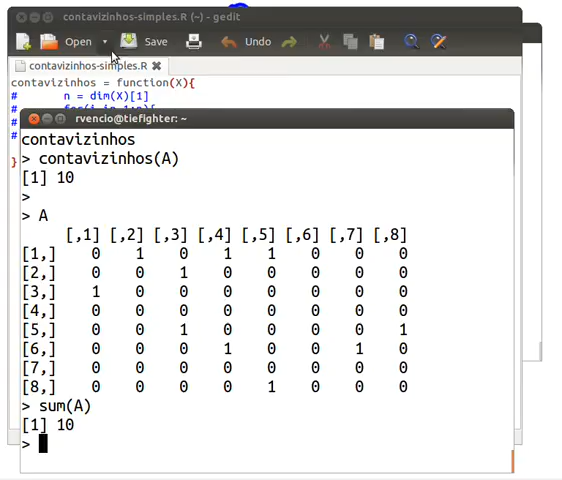 contavizinhos-simples.R (~) - gedit
Open Save Undo
contavizinhos-simples.R
contavizinhos = function(X){
# n = dim(X)[1]
# for(i in 1:n){
#
#
}
rvencio@tiefighter: ~
contavizinhos
> contavizinhos(A)
[1] 10
>
> A
[,1] [,2] [,3] [,4] [,5] [,6] [,7] [,8]
[1,] 0 1 0 1 1 0 0 0
[2,] 0 0 1 0 0 0 0 0
[3,] 1 0 0 0 0 0 0 0
[4,] 0 0 0 0 0 0 0 0
[5,] 0 0 1 0 0 0 0 1
[6,] 0 0 0 1 0 0 1 0
[7,] 0 0 0 0 0 0 0 0
[8,] 0 0 0 0 1 0 0 0
> sum(A)
[1] 10
>